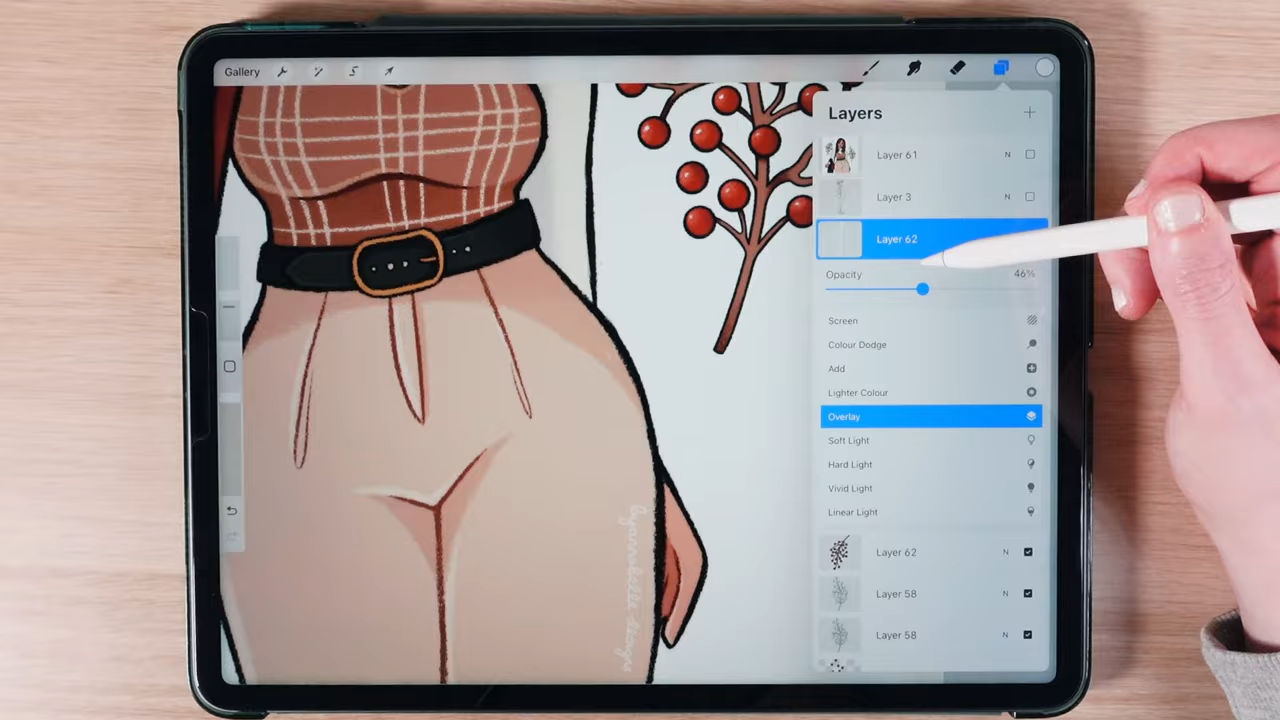 Gallery
Layers
Layer 61 N
Layer 3 N
Layer 62
Opacity 46%
Screen
Colour Dodge
Add
Lighter Colour
Overlay
Soft Light
Hard Light
Vivid Light
Linear Light
Layer 62 N
Layer 58 N
Layer 58 N